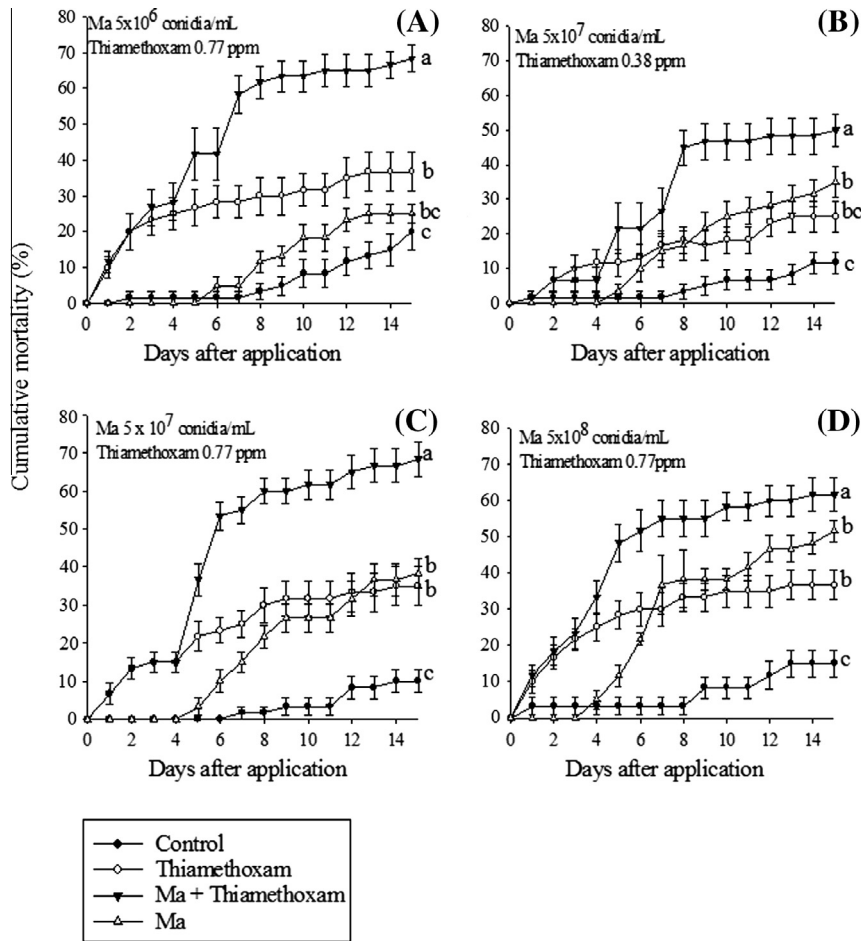 Cumulative mortality (%)
(A)
Ma 5x10⁶ conidia/mL
Thiamethoxam 0.77 ppm
80
70
60
50
40
30
20
10
0
a
b
bc
c
0 2 4 6 8 10 12 14
Days after application
(B)
Ma 5x10⁷ conidia/mL
Thiamethoxam 0.38 ppm
80
70
60
50
40
30
20
10
0
a
b
bc
c
0 2 4 6 8 10 12 14
Days after application
(C)
Ma 5 x 10⁷ conidia/mL
Thiamethoxam 0.77 ppm
80
70
60
50
40
30
20
10
0
a
b
b
c
0 2 4 6 8 10 12 14
Days after application
(D)
Ma 5x10⁸ conidia/mL
Thiamethoxam 0.77ppm
80
70
60
50
40
30
20
10
0
a
b
b
c
0 2 4 6 8 10 12 14
Days after application
Control
Thiamethoxam
Ma + Thiamethoxam
Ma